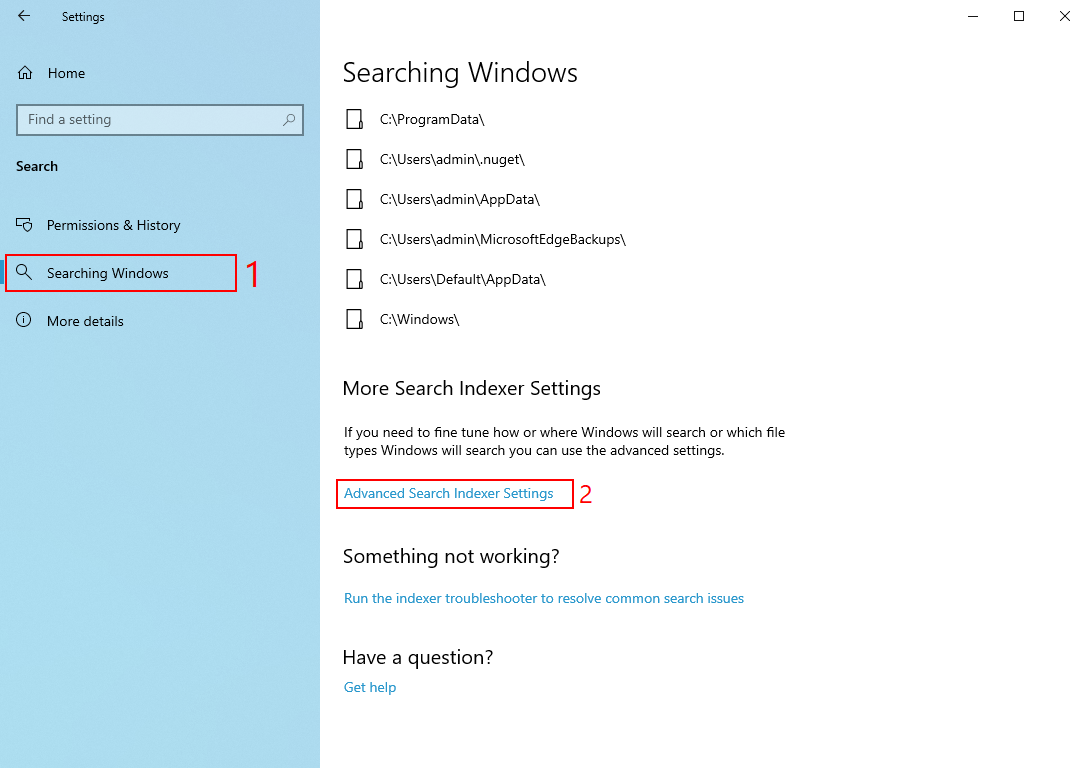 Settings
Home
Find a setting
Search
Permissions & History
Searching Windows
1
More details
Searching Windows
C:\ProgramData\
C:\Users\admin\.nuget\
C:\Users\admin\AppData\
C:\Users\admin\MicrosoftEdgeBackups\
C:\Users\Default\AppData\
C:\Windows\
More Search Indexer Settings
If you need to fine tune how or where Windows will search or which file
types Windows will search you can use the advanced settings.
Advanced Search Indexer Settings
2
Something not working?
Run the indexer troubleshooter to resolve common search issues
Have a question?
Get help